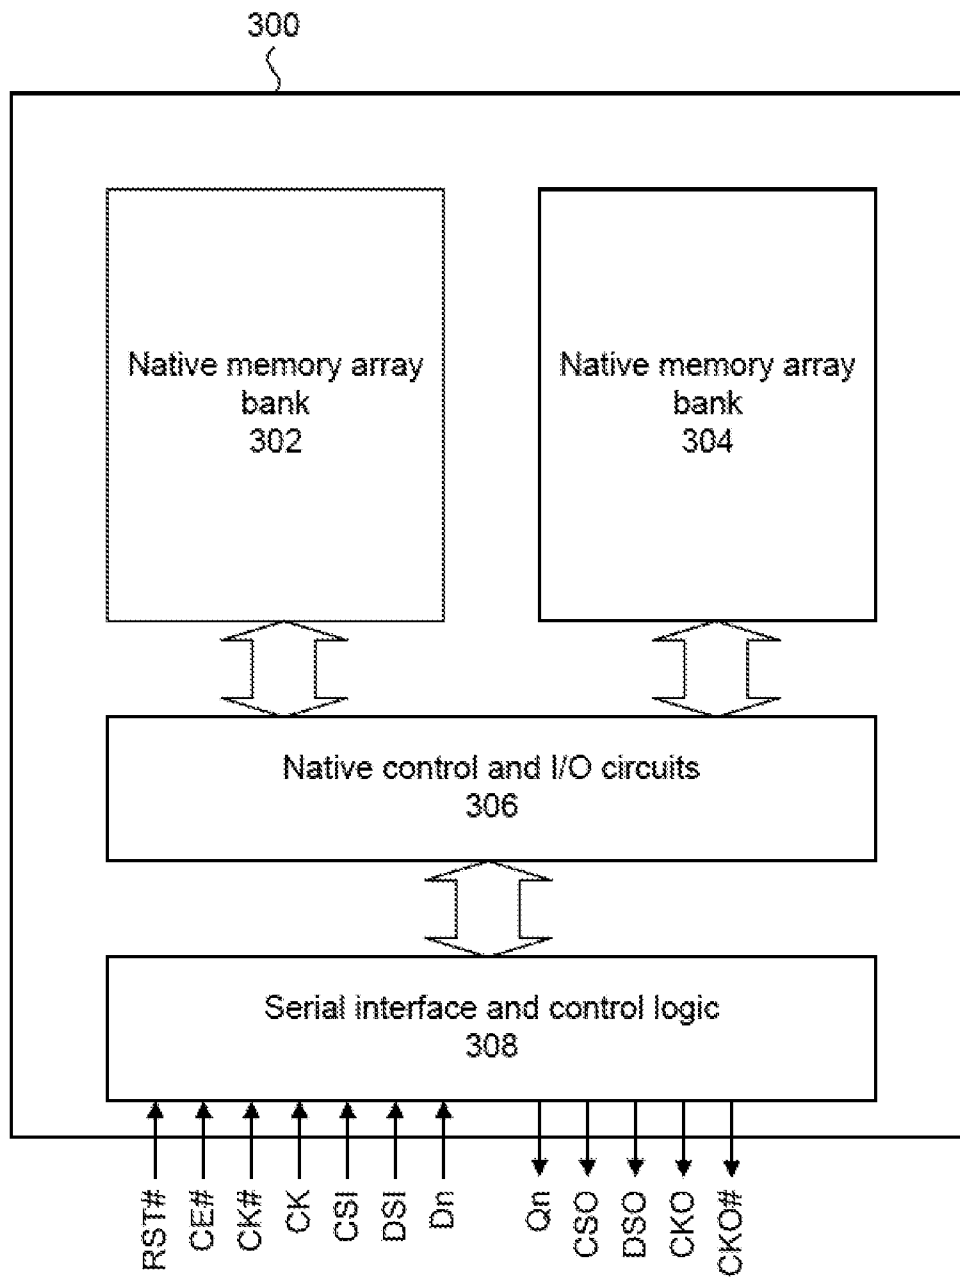 300
Native memory array
bank
302
Native memory array
bank
304
Native control and I/O circuits
306
Serial interface and control logic
308
RST#
CE#
CK#
CK
CSI
DSI
Dn
Qn
CSO
DSO
CKO
CKO#